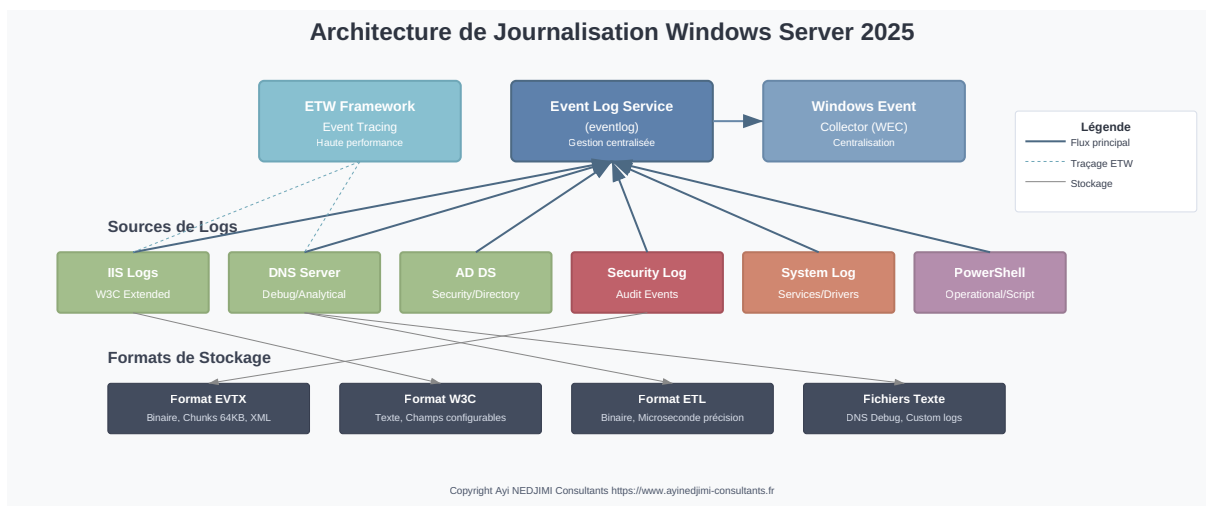 Architecture de Journalisation Windows Server 2025
ETW Framework
Event Tracing
Haute performance
Event Log Service
(eventlog)
Gestion centralisée
Windows Event
Collector (WEC)
Centralisation
Légende
Flux principal
Traçage ETW
Stockage
Sources de Logs
IIS Logs
W3C Extended
DNS Server
Debug/Analytical
AD DS
Security/Directory
Security Log
Audit Events
System Log
Services/Drivers
PowerShell
Operational/Script
Formats de Stockage
Format EVTX
Binaire, Chunks 64KB, XML
Format W3C
Texte, Champs configurables
Format ETL
Binaire, Microseconde précision
Fichiers Texte
DNS Debug, Custom logs
Copyright Ayi NEDJIMI Consultants https://www.ayinedjimi-consultants.fr